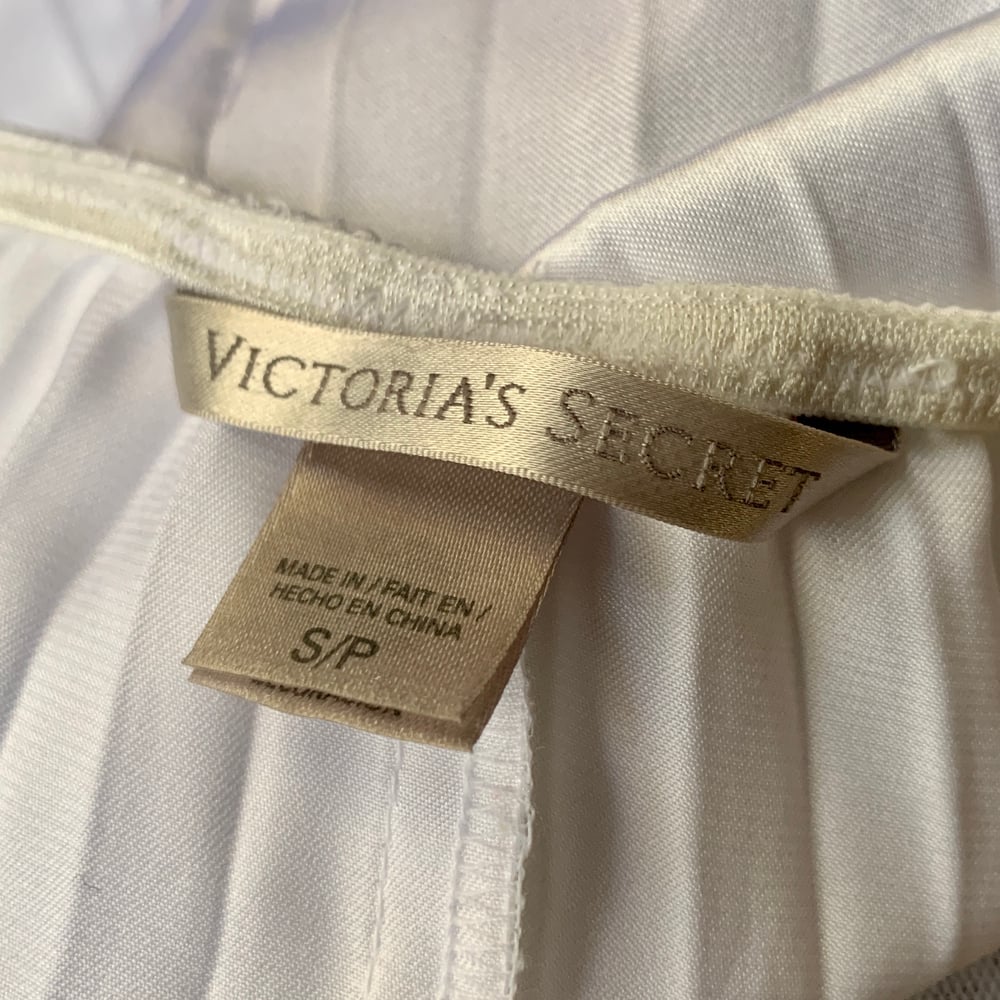 VICTORIA'S SECRET
MADE IN / FAIT EN /
HECHO EN CHINA
S/P